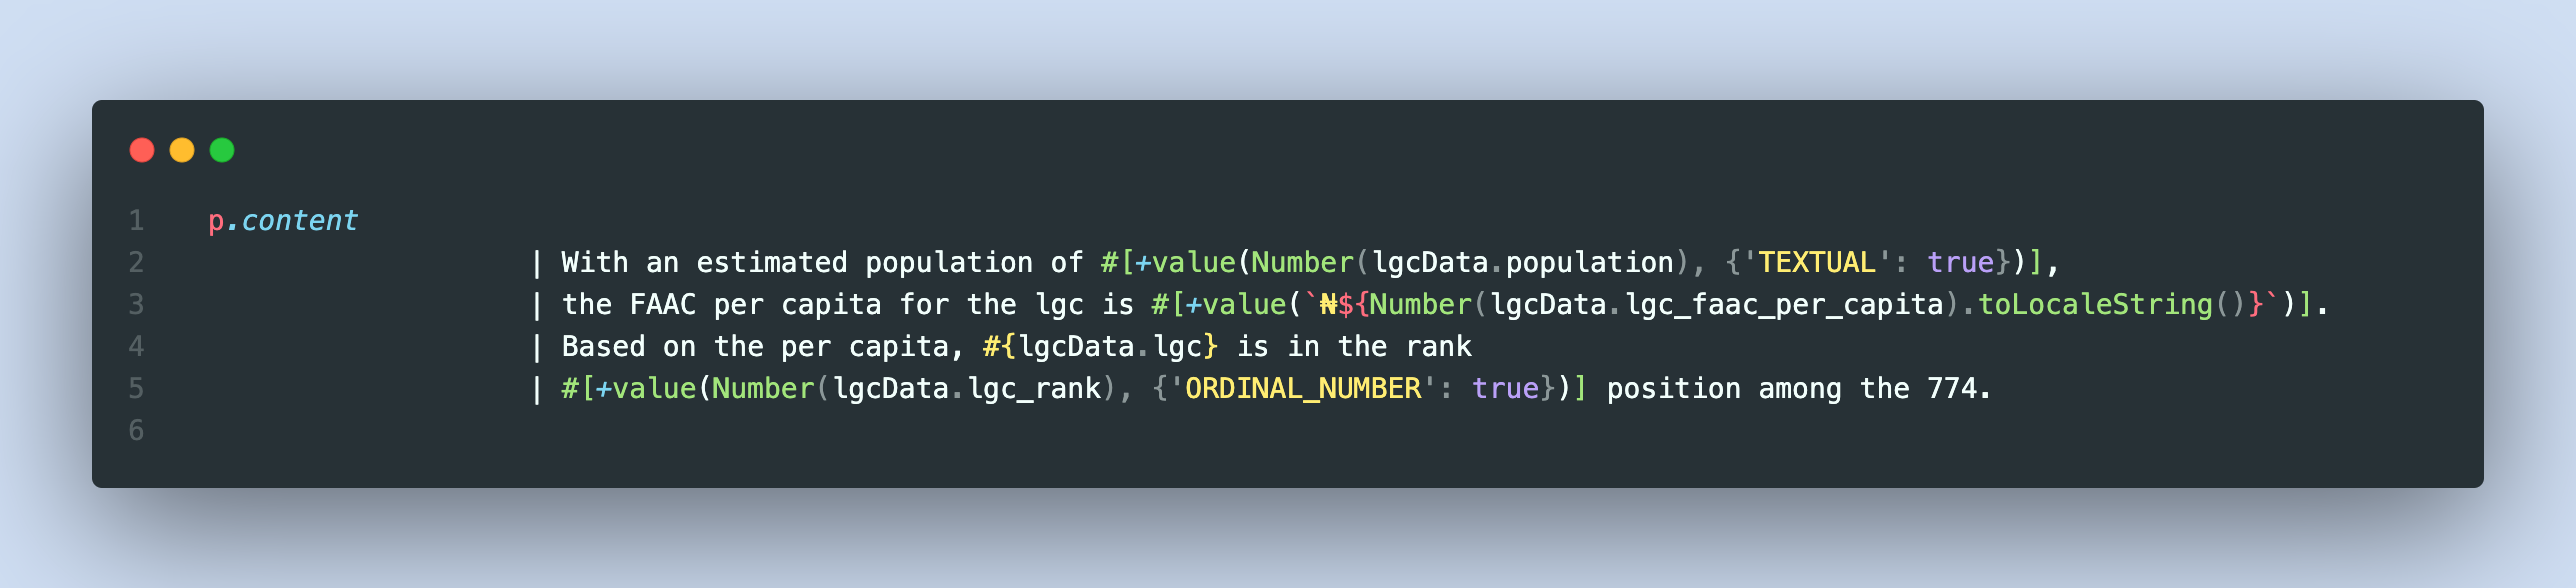 1 p.content
2 | With an estimated population of #[+value(Number(lgcData.population), {'TEXTUAL': true})],
3 | the FAAC per capita for the lgc is #[+value(`₦${Number(lgcData.lgc_faac_per_capita).toLocaleString()}`)].
4 | Based on the per capita, #{lgcData.lgc} is in the rank
5 | #[+value(Number(lgcData.lgc_rank), {'ORDINAL_NUMBER': true})] position among the 774.
6